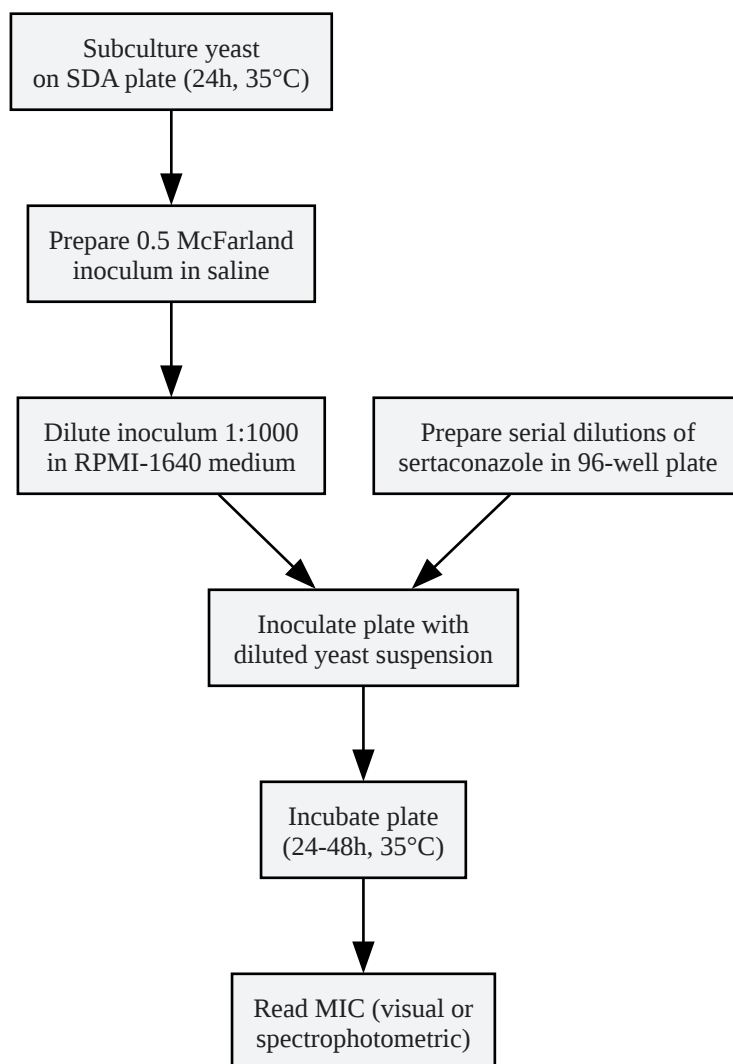 Subculture yeast
on SDA plate (24h, 35°C)
Prepare 0.5 McFarland
inoculum in saline
Dilute inoculum 1:1000
in RPMI-1640 medium
Prepare serial dilutions of
sertaconazole in 96-well plate
Inoculate plate with
diluted yeast suspension
Incubate plate
(24-48h, 35°C)
Read MIC (visual or
spectrophotometric)